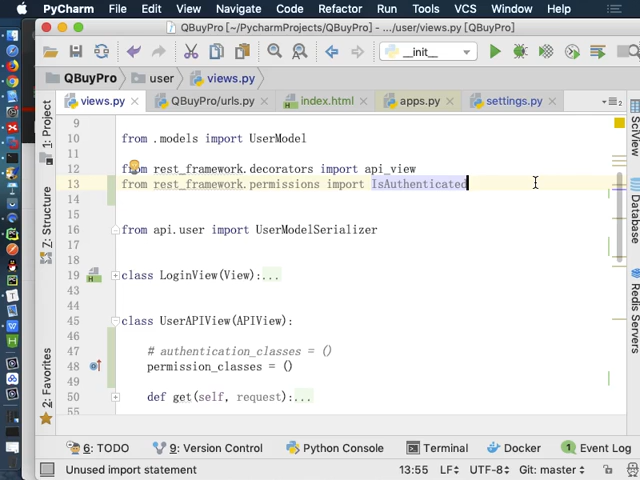 PyCharm File Edit View Navigate Code Refactor Run Tools VCS Window Help
QBuyPro [~/PycharmProjects/QBuyPro] - .../user/views.py (QBuyPro)
__init__
QBuyPro user views.py
views.py QBuyPro/urls.py index.html apps.py settings.py
1: Project
7: Structure
2: Favorites
9
10 from .models import UserModel
11
12 from rest_framework.decorators import api_view
13 from rest_framework.permissions import IsAuthenticated
14
15
16 from api.user import UserModelSerializer
18
19 class LoginView(View):...
43
44
45 class UserAPIView(APIView):
46
47 # authentication_classes = ()
48 permission_classes = ()
49
50 def get(self, request):...
55
SciView
Database
Redis Servers
6: TODO 9: Version Control Python Console Terminal Docker 1 Event Log
Unused import statement 13:55 LF UTF-8 Git: master